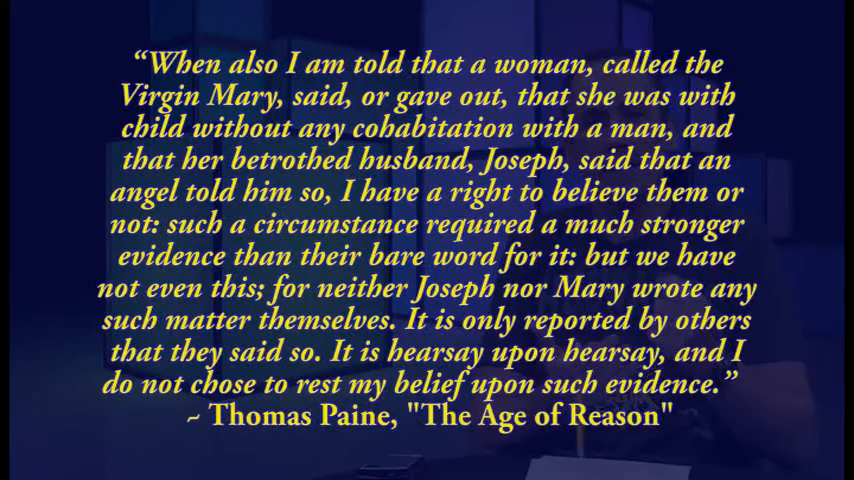 “When also I am told that a woman, called the
Virgin Mary, said, or gave out, that she was with
child without any cohabitation with a man, and
that her betrothed husband, Joseph, said that an
angel told him so, I have a right to believe them or
not: such a circumstance required a much stronger
evidence than their bare word for it: but we have
not even this; for neither Joseph nor Mary wrote any
such matter themselves. It is only reported by others
that they said so. It is hearsay upon hearsay, and I
do not chose to rest my belief upon such evidence.”
~ Thomas Paine, "The Age of Reason"